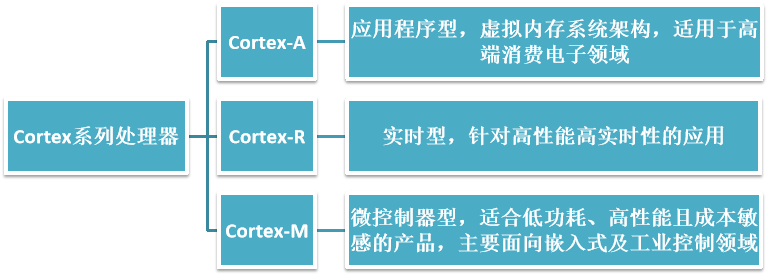 Cortex系列处理器
Cortex-A
应用程序型，虚拟内存系统架构，适用于高
端消费电子领域
Cortex-R
实时型，针对高性能高实时性的应用
Cortex-M
微控制器型，适合低功耗、高性能且成本敏
感的产品，主要面向嵌入式及工业控制领域